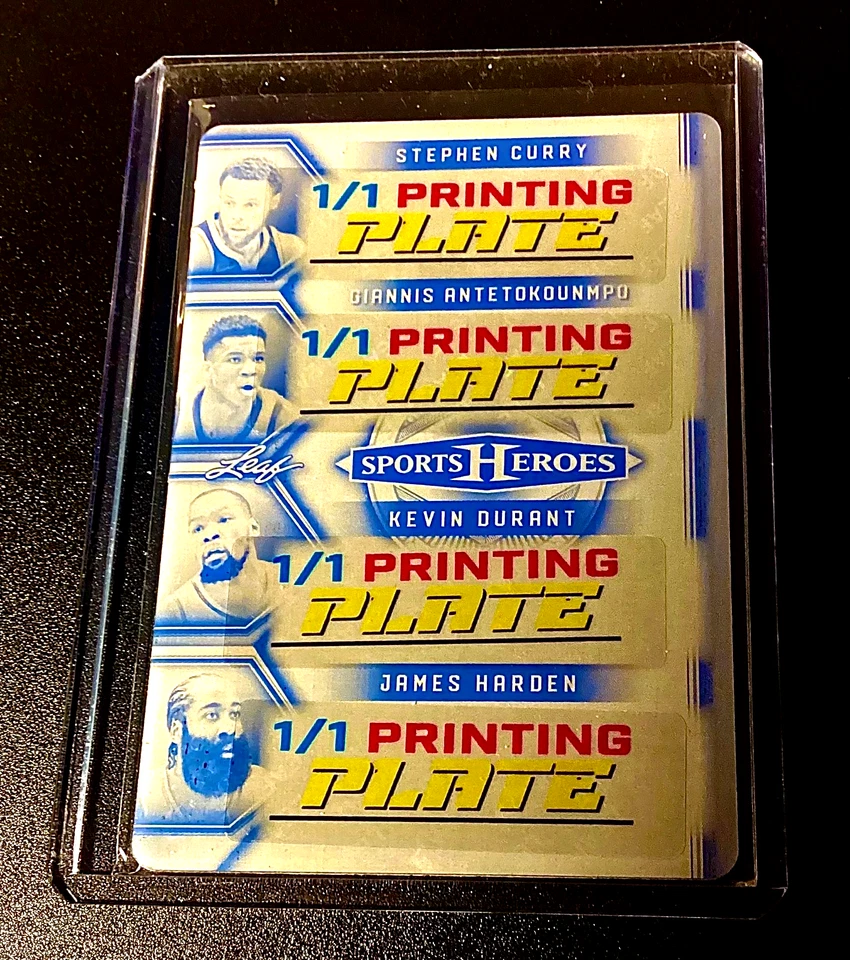 STEPHEN CURRY
1/1 PRINTING
PLATE
GIANNIS ANTETOKOUNMPO
1/1 PRINTING
PLATE
Leaf
SPORTS HEROES
KEVIN DURANT
1/1 PRINTING
PLATE
JAMES HARDEN
1/1 PRINTING
PLATE